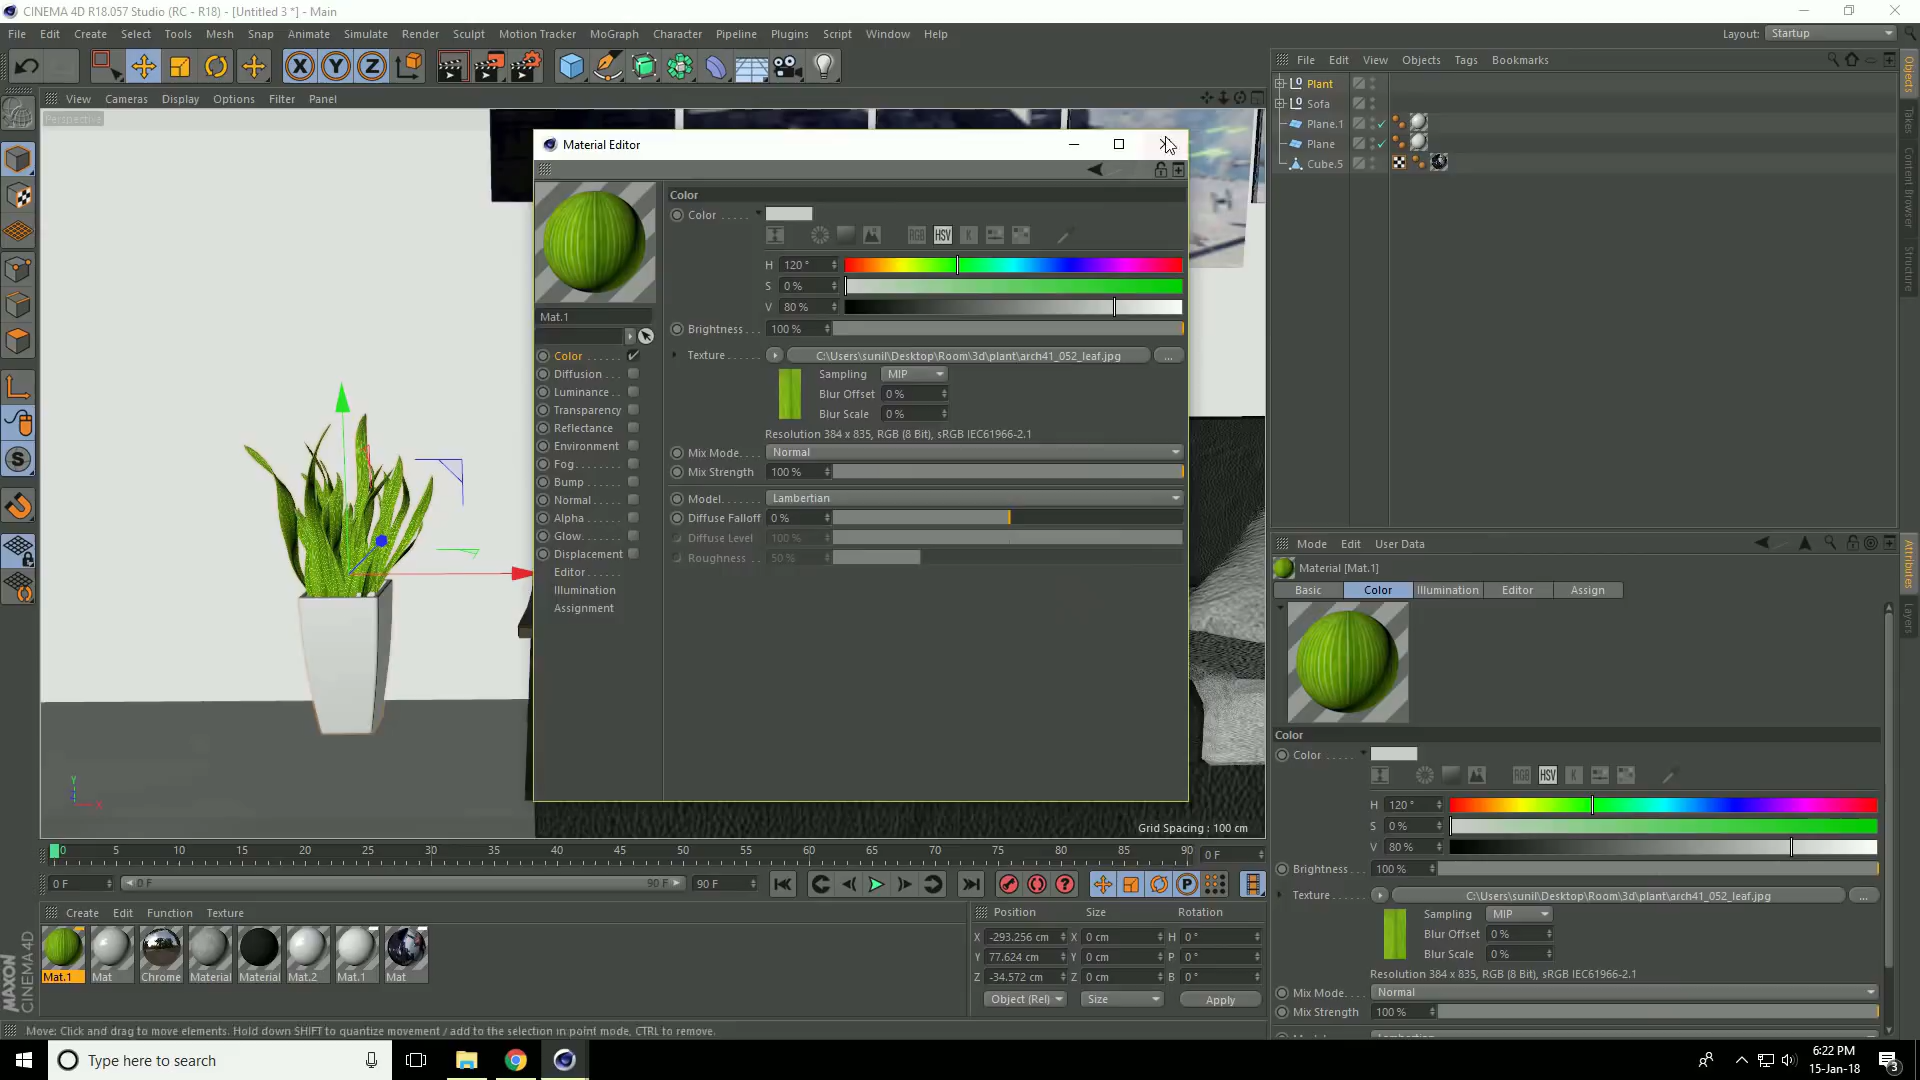 CINEMA 4D R18.057 Studio (RC - R18) - [Untitled 3 *] - Main
File Edit Create Select Tools Mesh Snap Animate Simulate Render Sculpt Motion Tracker MoGraph Character Pipeline Plugins Script Window Help
Layout: Startup
X Y Z
File Edit View Objects Tags Bookmarks
View Cameras Display Options Filter Panel
Perspective
Plant
Sofa
Plane.1
Plane
Cube.5
Objects
Takes
Content Browser
Structure
Material Editor
Color
Color
RGB HSV K
H 120 °
S 0 %
V 80 %
Brightness 100 %
Texture C:\Users\sunil\Desktop\Room\3d\plant\arch41_052_leaf.jpg ...
Sampling MIP
Blur Offset 0 %
Blur Scale 0 %
Resolution 384 x 835, RGB (8 Bit), sRGB IEC61966-2.1
Mix Mode Normal
Mix Strength 100 %
Model Lambertian
Diffuse Falloff 0 %
Diffuse Level 100 %
Roughness 50 %
Mat.1
Color
Diffusion
Luminance
Transparency
Reflectance
Environment
Fog
Bump
Normal
Alpha
Glow
Displacement
Editor
Illumination
Assignment
Grid Spacing : 100 cm
Mode Edit User Data
Material [Mat.1]
Basic Color Illumination Editor Assign
Color
Color
RGB HSV K
H 120 °
S 0 %
V 80 %
Brightness 100 %
Texture C:\Users\sunil\Desktop\Room\3d\plant\arch41_052_leaf.jpg ...
Sampling MIP
Blur Offset 0 %
Blur Scale 0 %
Resolution 384 x 835, RGB (8 Bit), sRGB IEC61966-2.1
Mix Mode Normal
Mix Strength 100 %
Attributes
Layers
0 5 10 15 20 25 30 35 40 45 50 55 60 65 70 75 80 85 90 0 F
0 F 0 F 90 F 90 F
Create Edit Function Texture
Mat.1 Mat Chrome Material Material Mat.2 Mat.1 Mat
Position Size Rotation
X -293.256 cm X 0 cm H 0 °
Y 77.624 cm Y 0 cm P 0 °
Z -34.572 cm Z 0 cm B 0 °
Object (Rel) Size Apply
MAXON
CINEMA 4D
Move: Click and drag to move elements. Hold down SHIFT to quantize movement / add to the selection in point mode, CTRL to remove.
Type here to search
6:22 PM
15-Jan-18
3